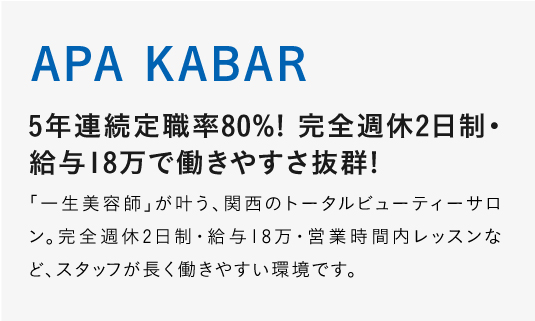 APA KABAR
5年連続定職率80%! 完全週休2日制・
給与18万で働きやすさ抜群!
「一生美容師」が叶う、関西のトータルビューティーサロ
ン。完全週休2日制・給与18万・営業時間内レッスンな
ど、スタッフが長く働きやすい環境です。